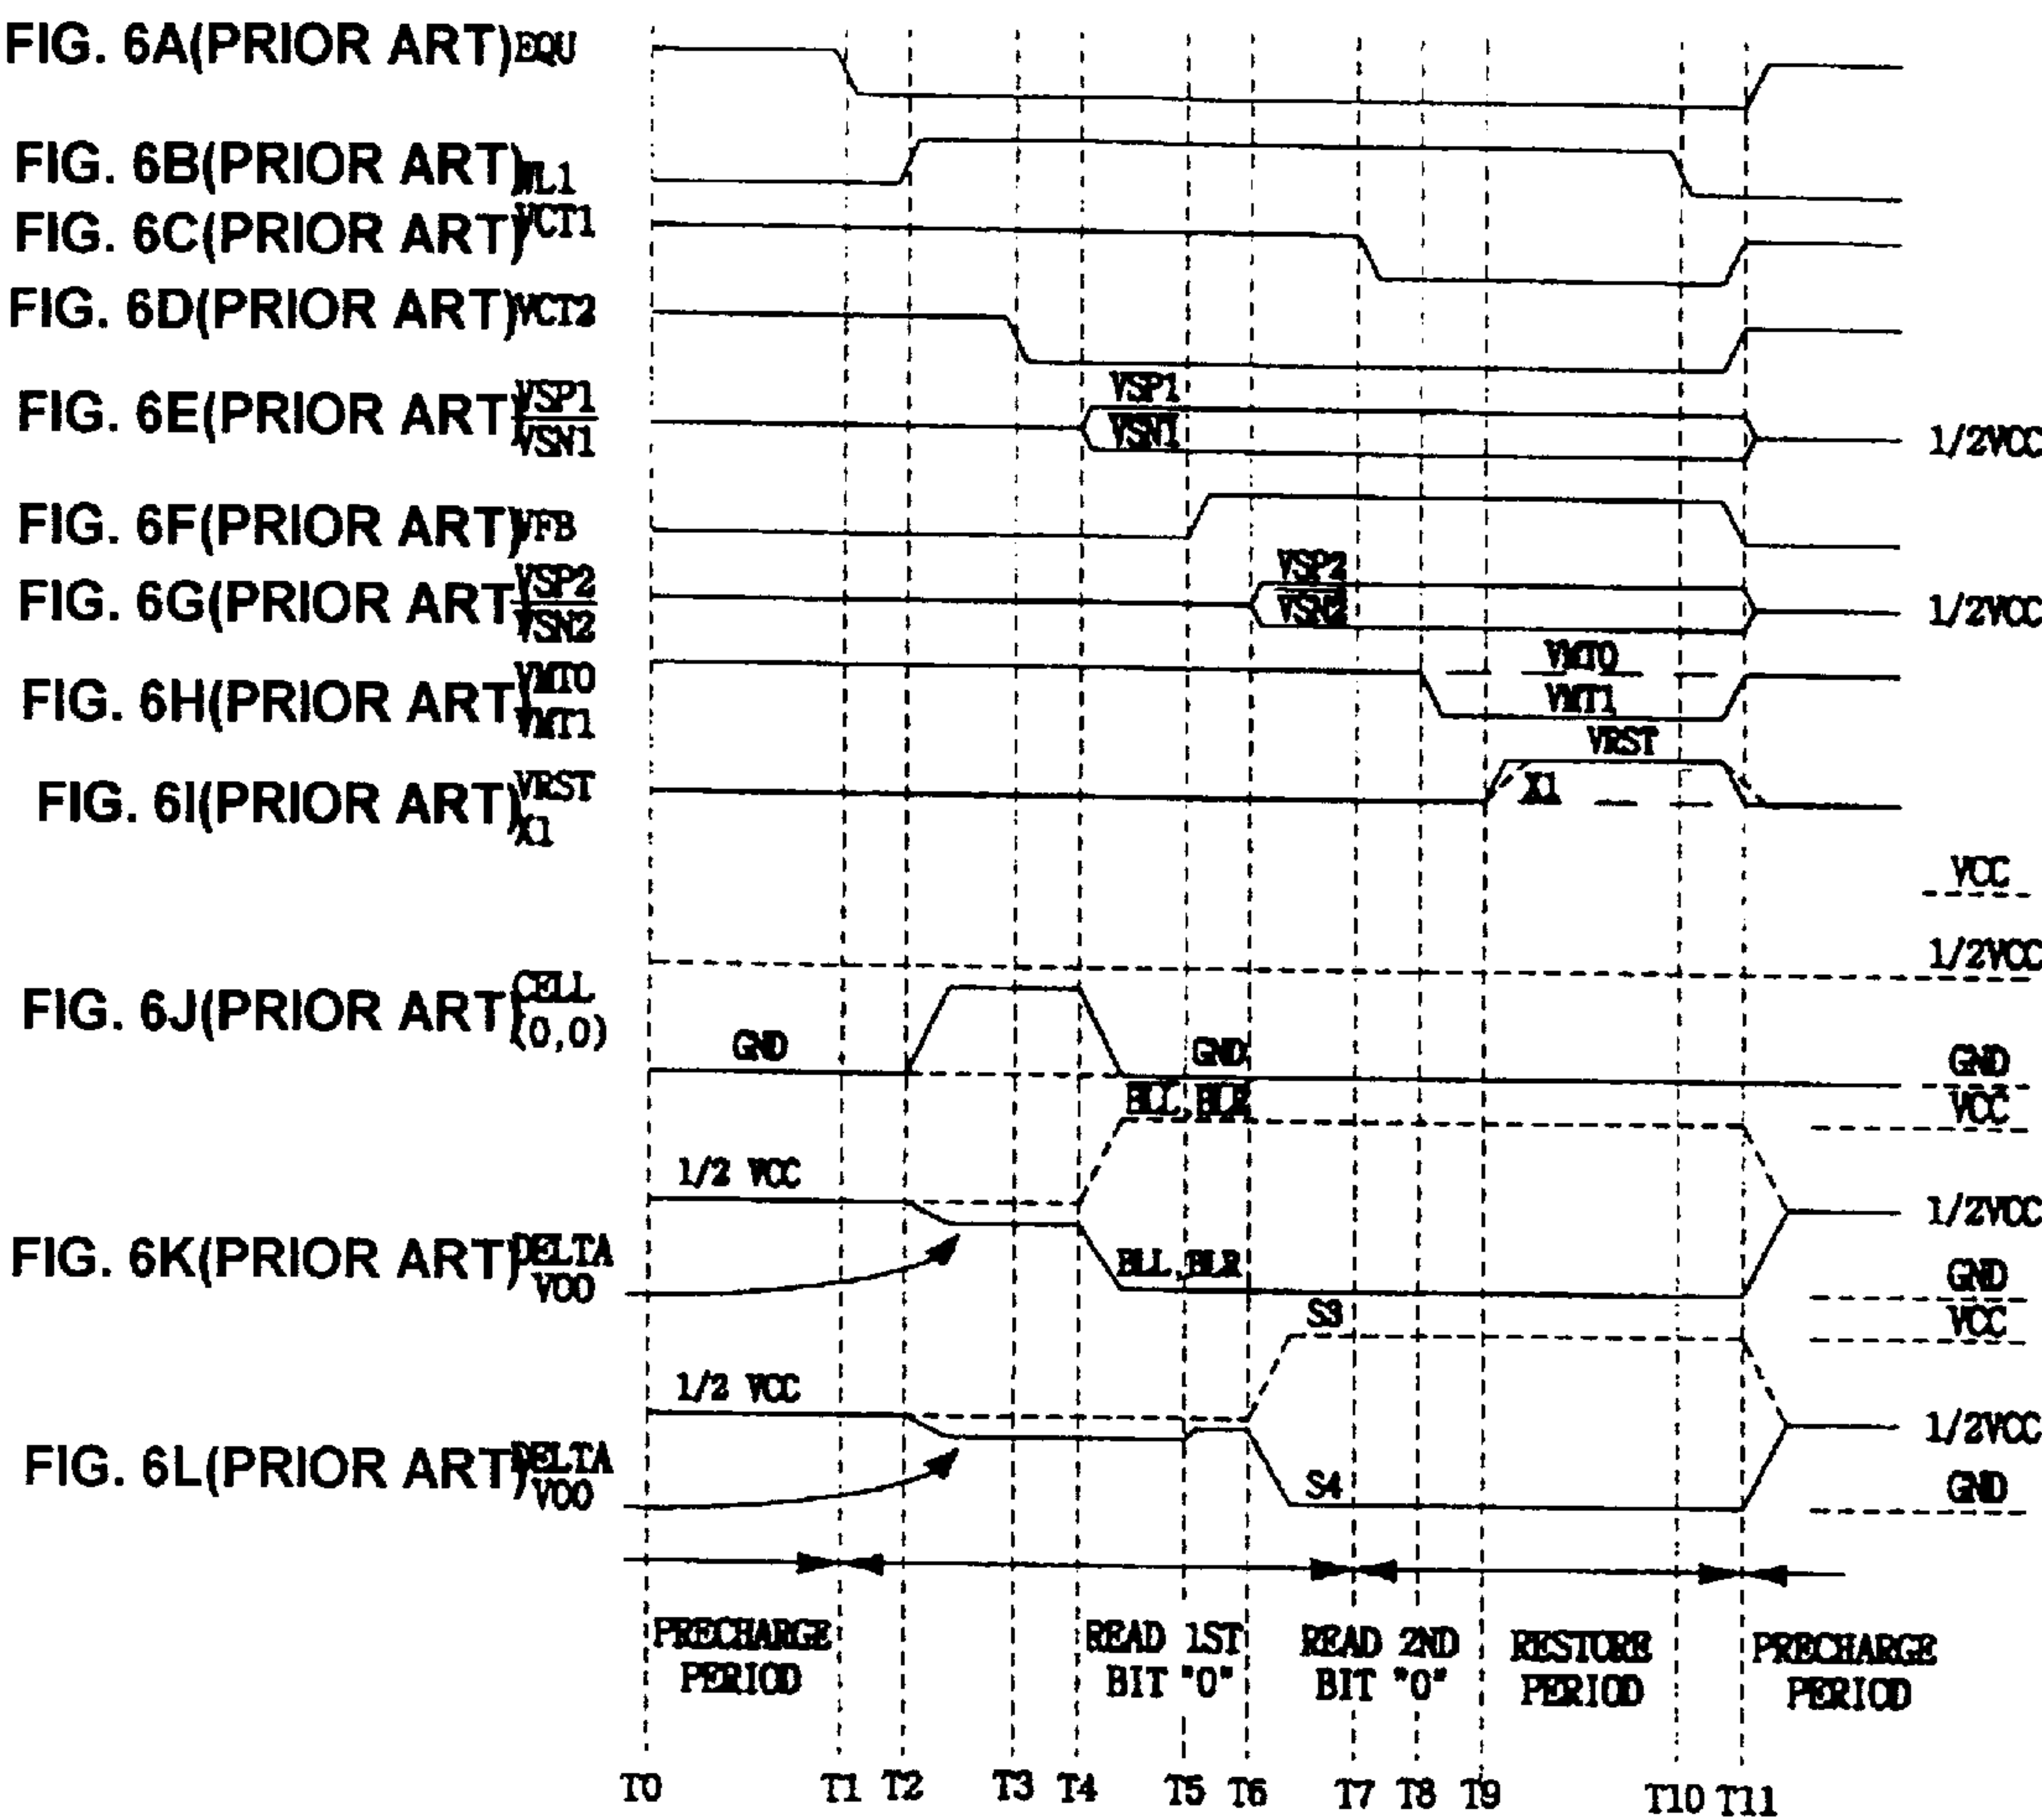 FIG. 6A(PRIOR ART) EQU
FIG. 6B(PRIOR ART) WL1
FIG. 6C(PRIOR ART) VCT1
FIG. 6D(PRIOR ART) VCT2
FIG. 6E(PRIOR ART) VSP1
VSN1
VSP1
VSN1
1/2VCC
FIG. 6F(PRIOR ART) VFB
FIG. 6G(PRIOR ART) VSP2
VSN2
VSP2
VSN2
1/2VCC
FIG. 6H(PRIOR ART) VMT0
VMT1
VMT0
VMT1
FIG. 6I(PRIOR ART) VRST
X1
VRST
X1
VCC
1/2VCC
FIG. 6J(PRIOR ART) CELL
(0,0)
GND
GND
GND
BLL,BLR
VCC
1/2 VCC
1/2VCC
FIG. 6K(PRIOR ART) DELTA
V00
BLL,BLR
GND
S3
VCC
1/2 VCC
1/2VCC
FIG. 6L(PRIOR ART) DELTA
V00
S4
GND
PRECHARGE
PERIOD
READ 1ST
BIT "0"
READ 2ND
BIT "0"
RESTORE
PERIOD
PRECHARGE
PERIOD
T0 T1 T2 T3 T4 T5 T6 T7 T8 T9 T10 T11